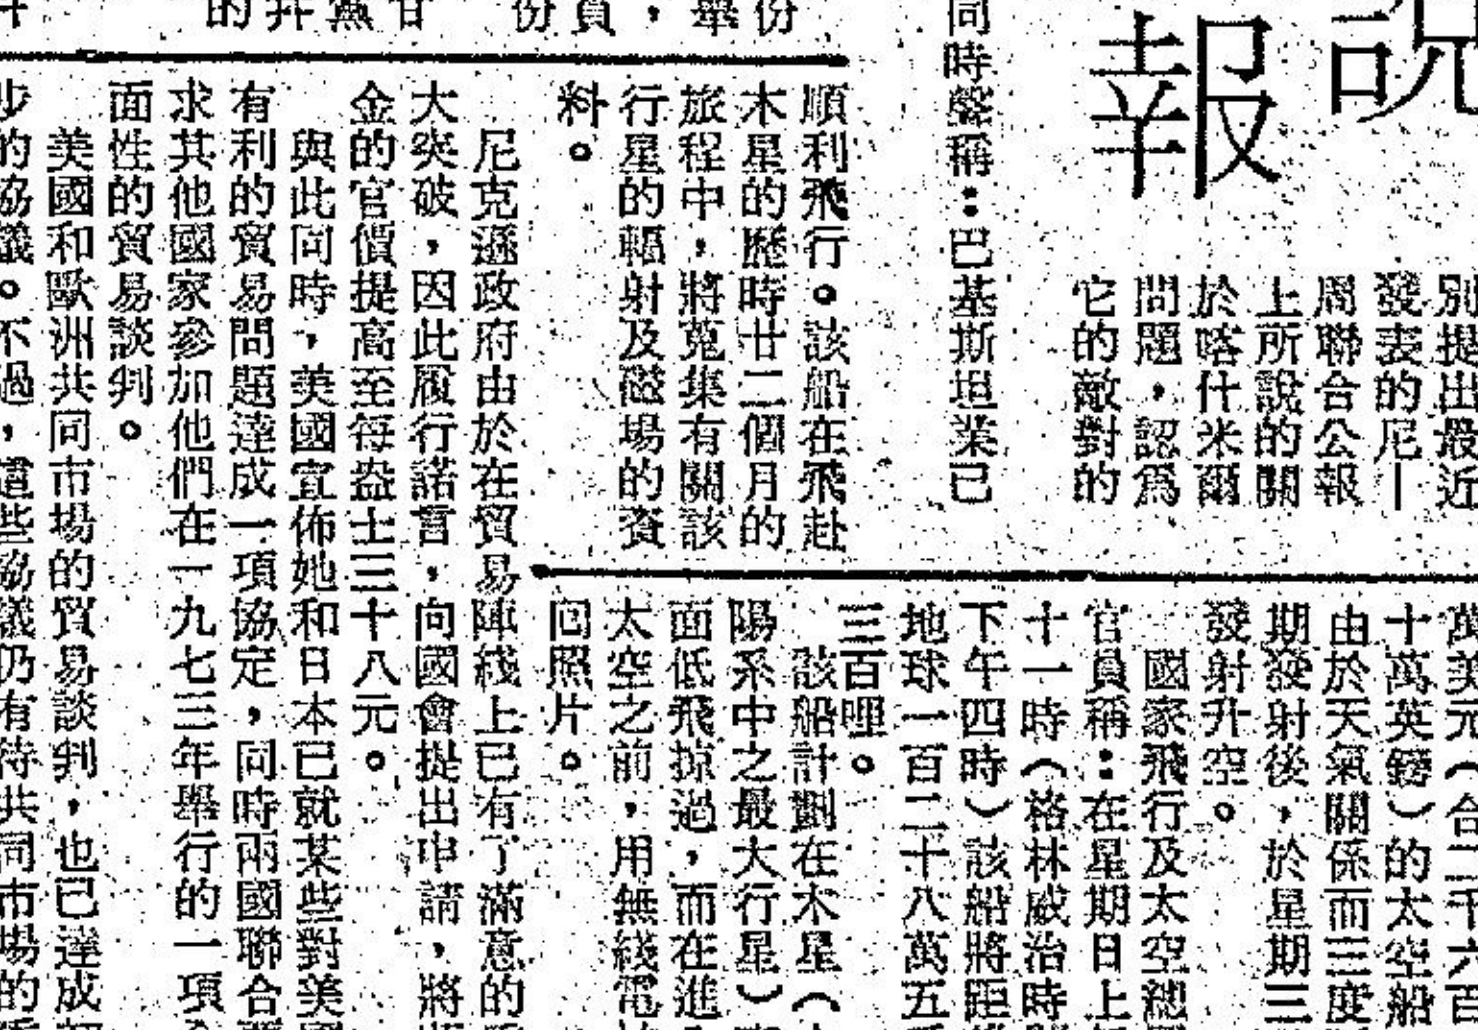 說
報
別提出最近
發表的尼—
周聯合公報
上所說的關
於喀什米爾
問題，認爲
它的敵對的
同時聲稱：巴基斯坦業已
順利飛行。該船在飛赴
木星的歷時廿二個月的
旅程中，將蒐集有關該
行星的輻射及磁場的資
料。
萬美元（合二千六百
十萬英鎊）的太空船
由於天氣關係而三度
期發射後，於星期三
發射升空。
國家飛行及太空總
官員稱：在星期日上
十一時（格林威治時
下午四時）該船將距
地球一百二十八萬五
三百哩。
該船計劃在木星（
陽系中之最大行星）
面低飛掠過，而在進
太空之前，用無綫電
回照片。
份
舉
，
員
份
甘
黨
井
的
尼克遜政府由於在貿易陣綫上已有了滿意的
大突破，因此履行諾言，向國會提出申請，將
金的官價提高至每盎士三十八元。
與此同時，美國宣佈她和日本已就某些對美
有利的貿易問題達成一項協定，同時兩國聯合
求其他國家參加他們在一九七三年舉行的一項
面性的貿易談判。
美國和歐洲共同市場的貿易談判，也已達成
步的協議。不過，這些協議仍有待共同市場的